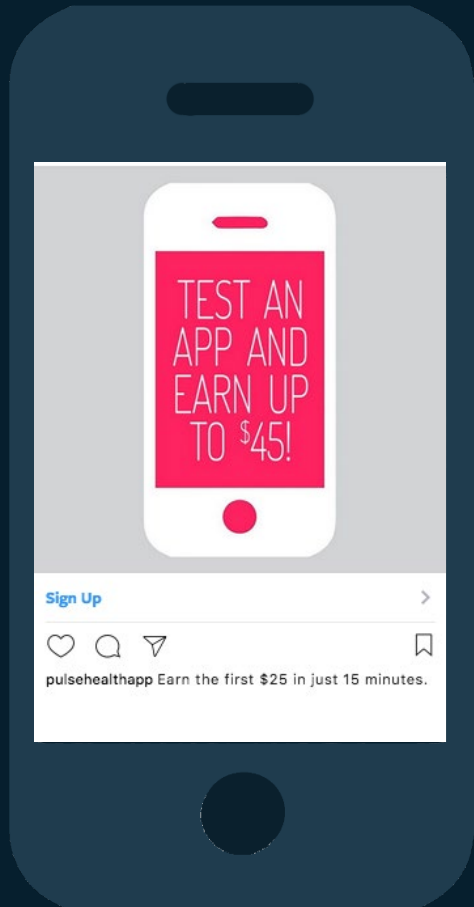 TEST AN
APP AND
EARN UP
TO $45!
Sign Up
pulsehealthapp Earn the first $25 in just 15 minutes.